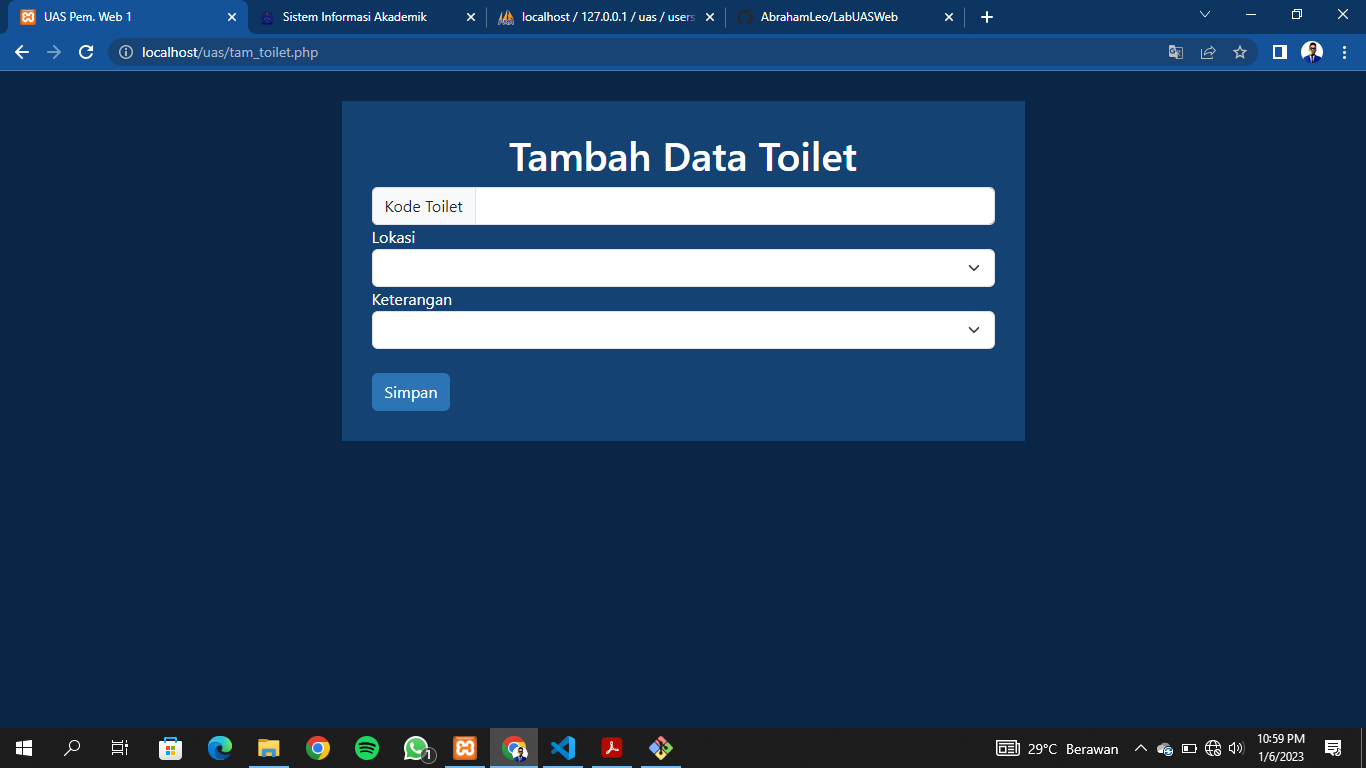 UAS Pem. Web 1
Sistem Informasi Akademik
localhost / 127.0.0.1 / uas / users
AbrahamLeo/LabUASWeb
localhost/uas/tam_toilet.php
Tambah Data Toilet
Kode Toilet
Lokasi
Keterangan
Simpan
1
29°C Berawan
10:59 PM
1/6/2023